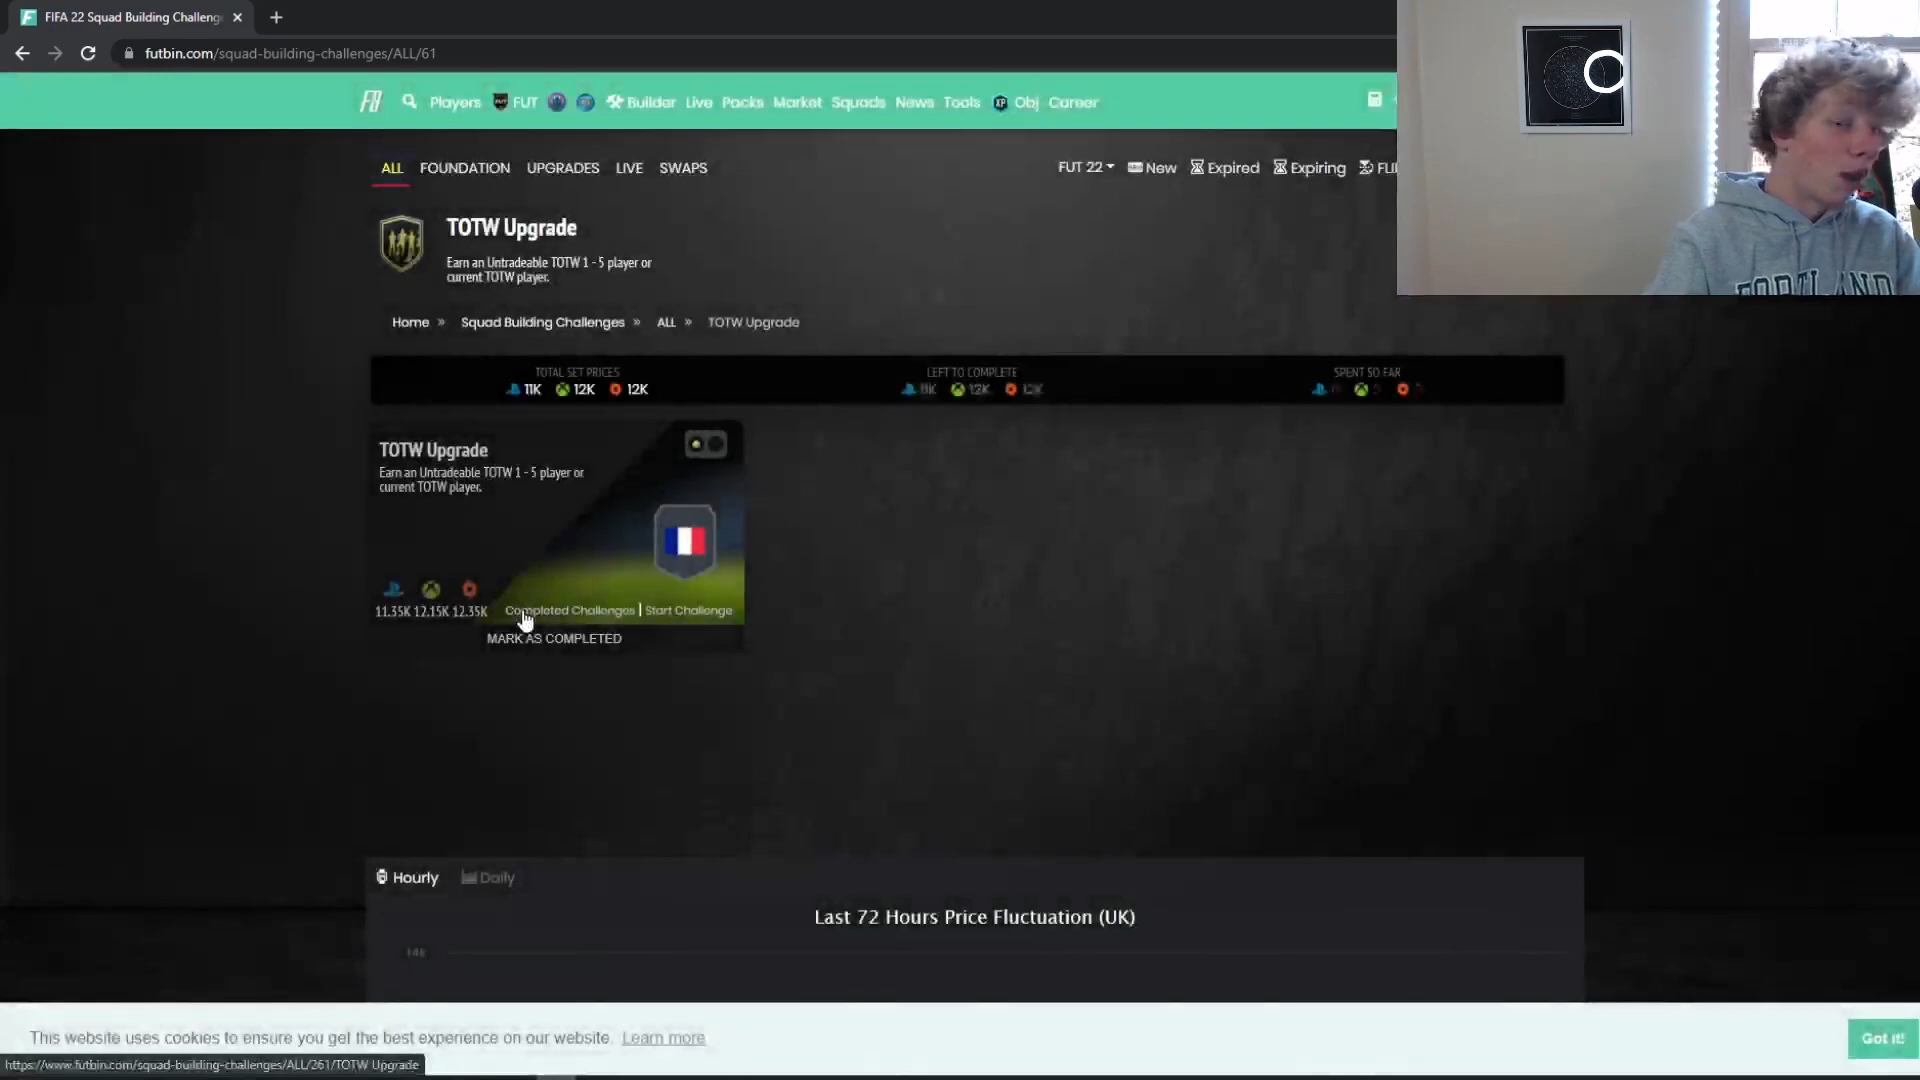 FIFA 22 Squad Building Challeng
futbin.com/squad-building-challenges/ALL/61
Players FUT Builder Live Packs Market Squads News Tools XP Obj Career
ALL FOUNDATION UPGRADES LIVE SWAPS
FUT 22 New Expired Expiring FLI
TOTW Upgrade
Earn an Untradeable TOTW 1 - 5 player or
current TOTW player.
Home » Squad Building Challenges » ALL » TOTW Upgrade
TOTAL SET PRICES
11K 12K 12K
LEFT TO COMPLETE
11K 12K 12K
SPENT SO FAR
TOTW Upgrade
Earn an Untradeable TOTW 1 - 5 player or
current TOTW player.
11.35K 12.15K 12.35K
Completed Challenges | Start Challenge
MARK AS COMPLETED
Hourly Daily
Last 72 Hours Price Fluctuation (UK)
14k
This website uses cookies to ensure you get the best experience on our website. Learn more
Got it!
https://www.futbin.com/squad-building-challenges/ALL/261/TOTW Upgrade